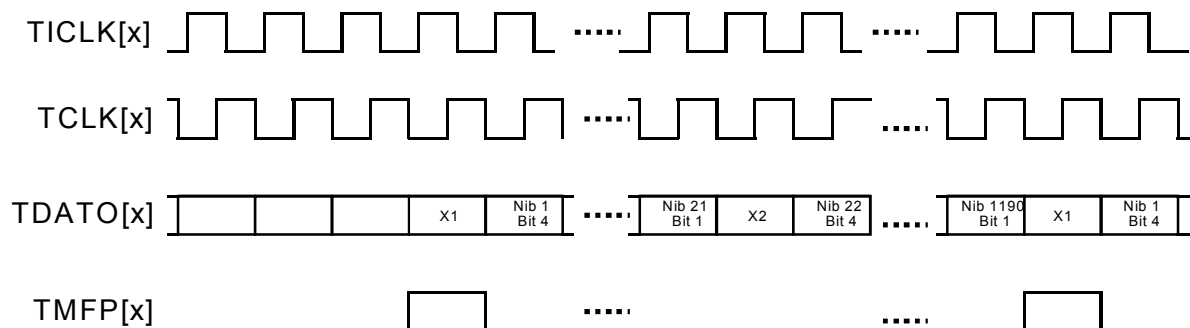 TICLK[x]
TCLK[x]
TDATO[x] X1 Nib 1 Bit 4 Nib 21 Bit 1 X2 Nib 22 Bit 4 Nib 1190 Bit 1 X1 Nib 1 Bit 4
TMFP[x]